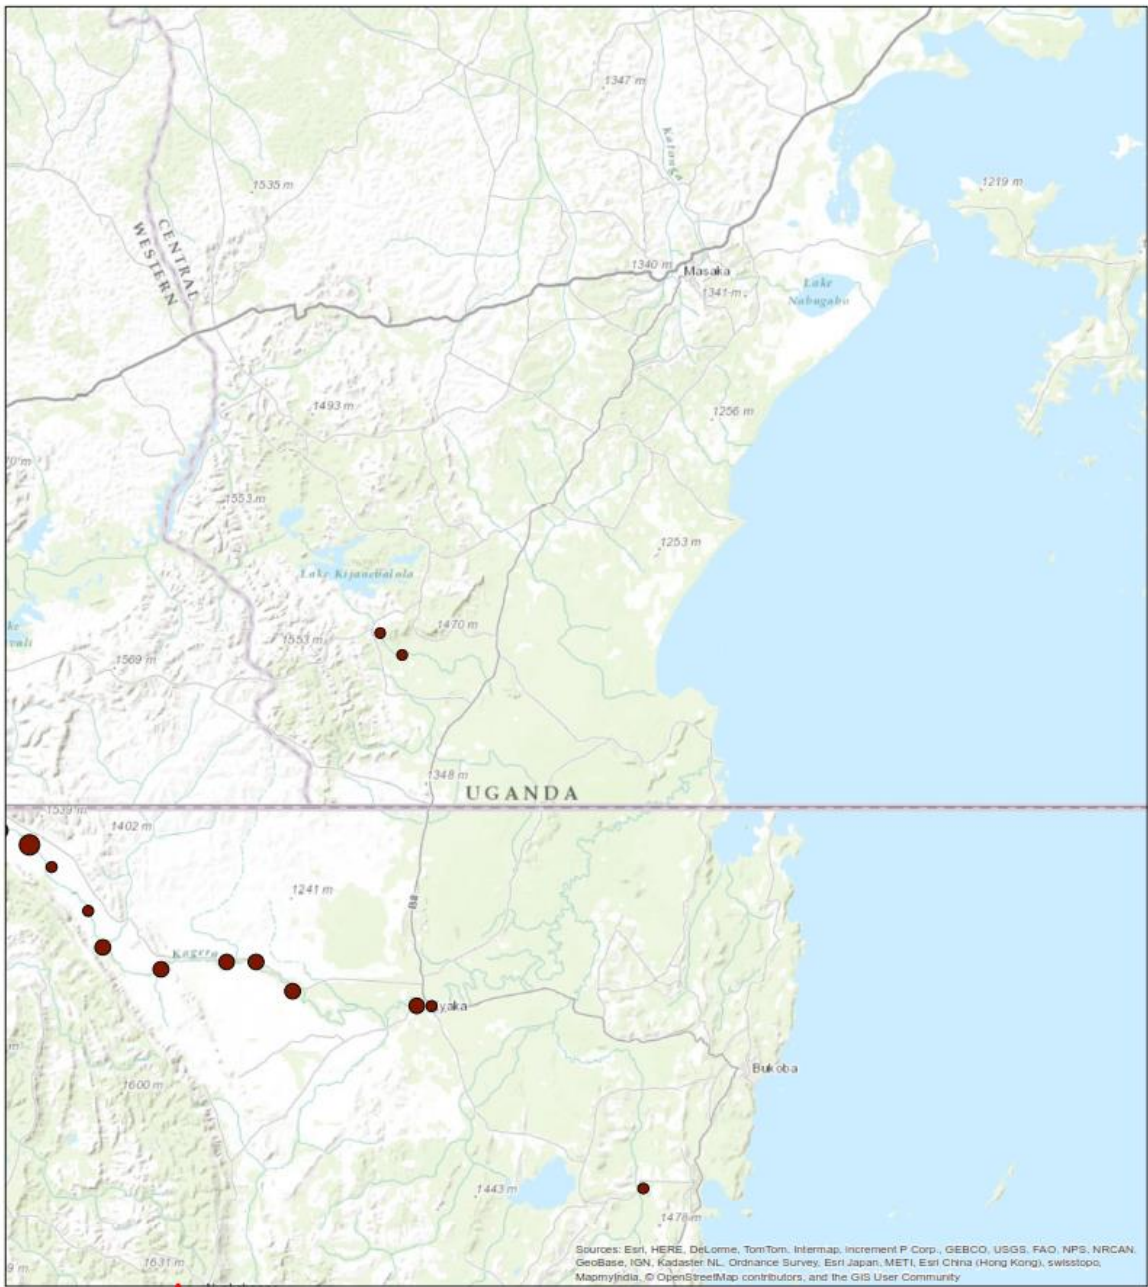 1347 m
Katonga
1219 m
1535 m
CENTRAL
WESTERN
1340 m
Masaka
1341 m
Lake
Nabugabo
1493 m
1256 m
1553 m
1253 m
Lake Kijanebalola
1470 m
1553 m
1569 m
1348 m
UGANDA
1539 m
1402 m
1241 m
B8
Kagera
yaka
Bukoba
1600 m
1443 m
1478 m
1631 m
Sources: Esri, HERE, DeLorme, TomTom, Intermap, increment P Corp., GEBCO, USGS, FAO, NPS, NRCAN,
GeoBase, IGN, Kadaster NL, Ordnance Survey, Esri Japan, METI, Esri China (Hong Kong), swisstopo,
MapmyIndia, © OpenStreetMap contributors, and the GIS User Community